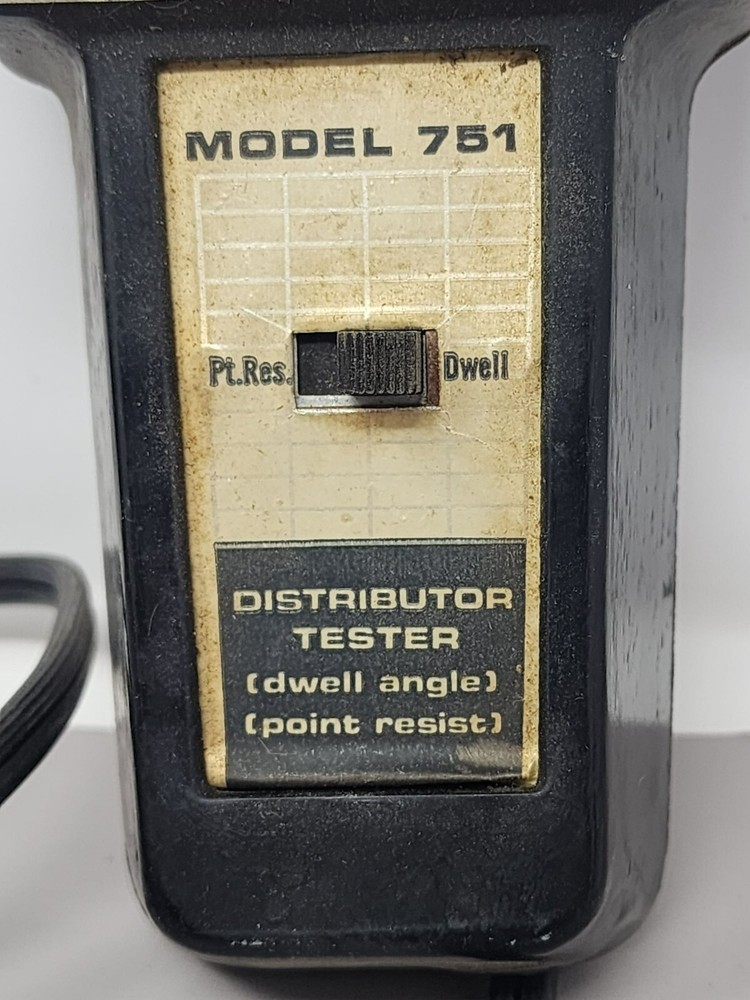 MODEL 751
Pt.Res. Dwell
DISTRIBUTOR
TESTER
(dwell angle)
(point resist)